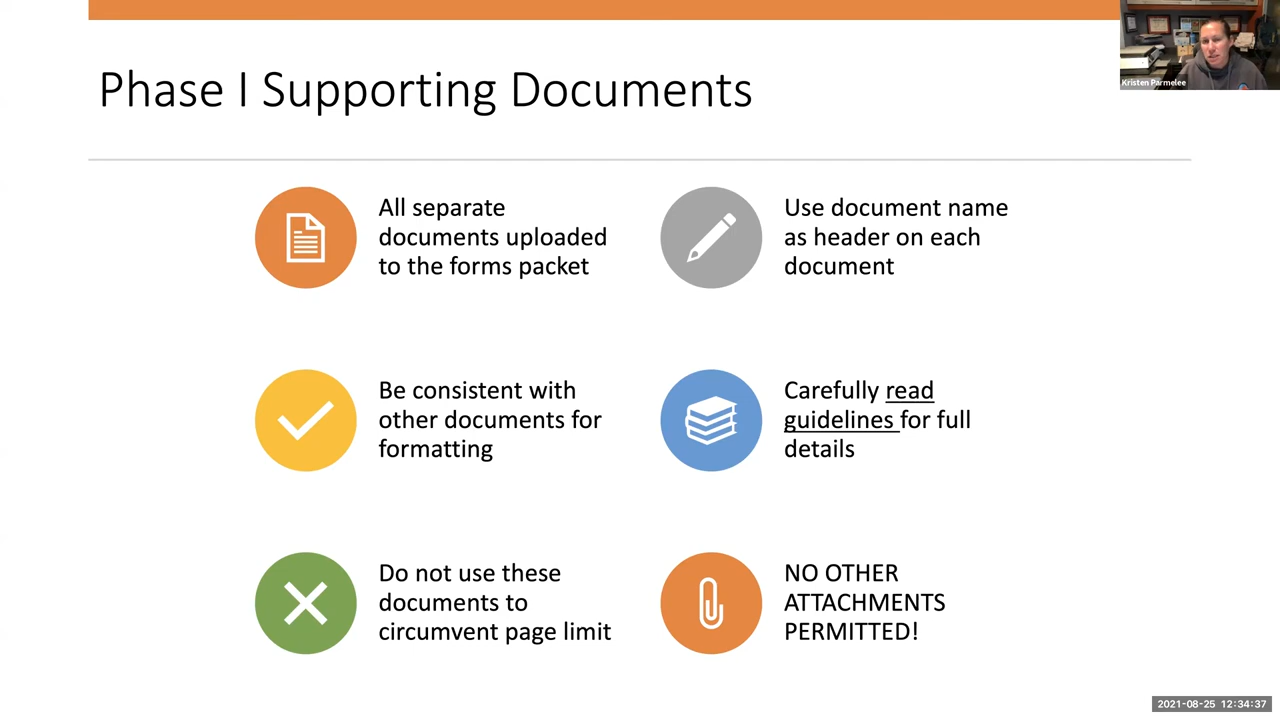 Phase I Supporting Documents
Kristen Parmelee
All separate
documents uploaded
to the forms packet
Use document name
as header on each
document
Be consistent with
other documents for
formatting
Carefully read
guidelines for full
details
Do not use these
documents to
circumvent page limit
NO OTHER
ATTACHMENTS
PERMITTED!
2021-08-25 12:34:37